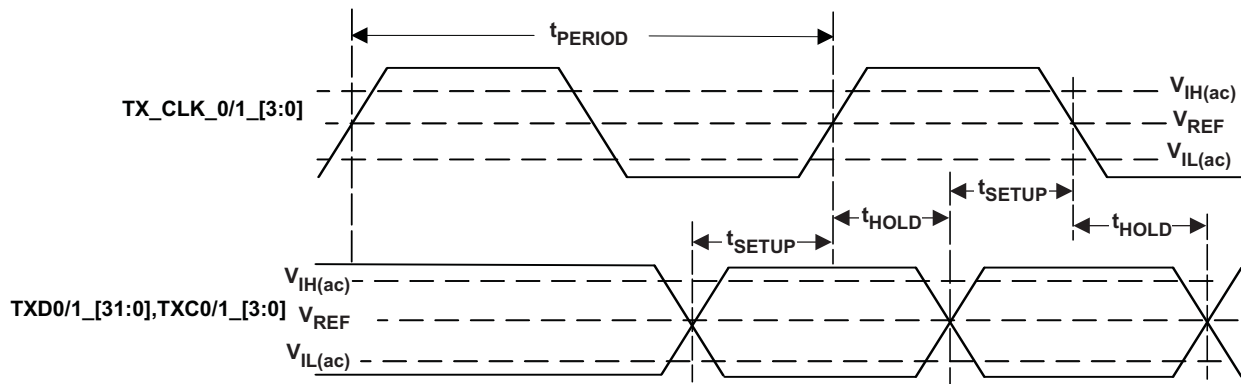 tPERIOD
TX_CLK_0/1_[3:0]
VIH(ac)
VREF
VIL(ac)
tSETUP
tHOLD
tSETUP
tHOLD
TXD0/1_[31:0],TXC0/1_[3:0]
VIH(ac)
VREF
VIL(ac)